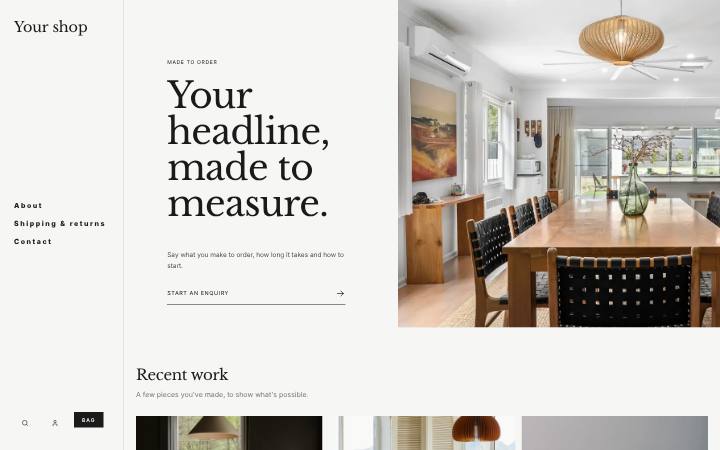 Your shop
About
Shipping & returns
Contact
BAG
MADE TO ORDER
Your
headline,
made to
measure.
Say what you make to order, how long it takes and how to
start.
START AN ENQUIRY
Recent work
A few pieces you've made, to show what's possible.